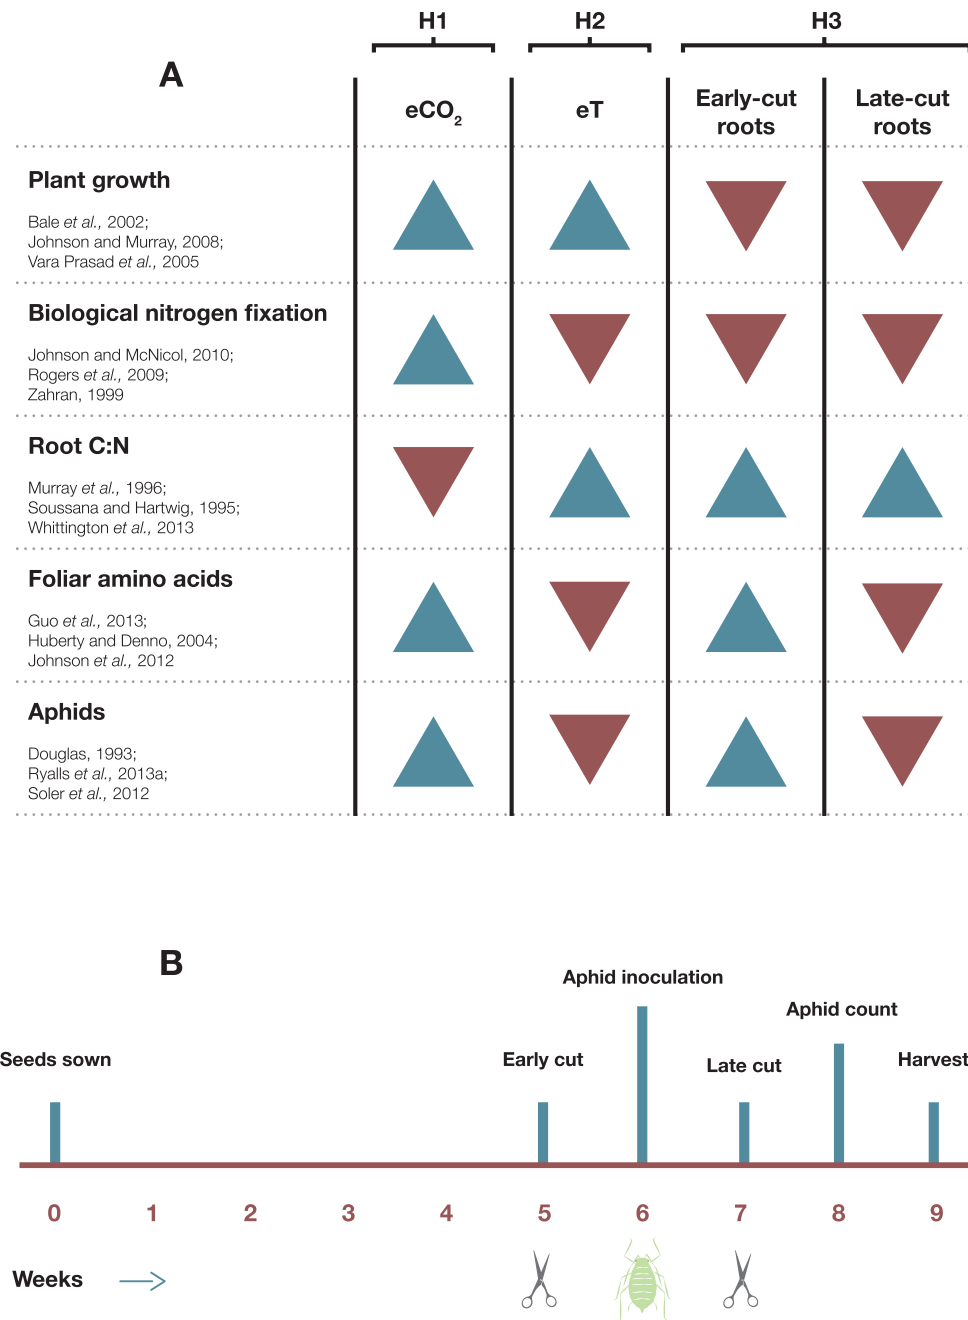 H1 H2 H3
A
eCO₂ eT Early-cut roots Late-cut roots
Plant growth
Bale et al., 2002;
Johnson and Murray, 2008;
Vara Prasad et al., 2005
Biological nitrogen fixation
Johnson and McNicol, 2010;
Rogers et al., 2009;
Zahran, 1999
Root C:N
Murray et al., 1996;
Soussana and Hartwig, 1995;
Whittington et al., 2013
Foliar amino acids
Guo et al., 2013;
Huberty and Denno, 2004;
Johnson et al., 2012
Aphids
Douglas, 1993;
Ryalls et al., 2013a;
Soler et al., 2012
B
Aphid inoculation
Aphid count
Seeds sown Early cut Late cut Harvest
0 1 2 3 4 5 6 7 8 9
Weeks